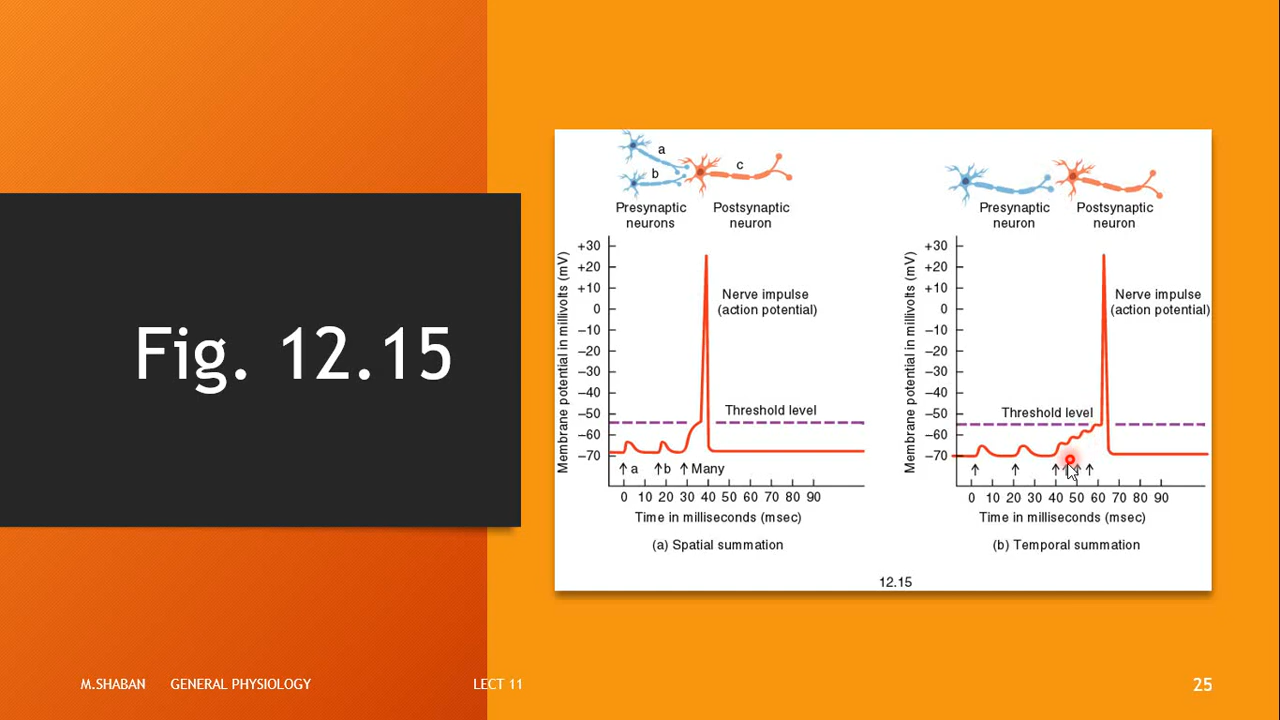 Fig. 12.15
a
b
c
Presynaptic
neurons
Postsynaptic
neuron
Membrane potential in millivolts (mV)
+30
+20
+10
0
–10
–20
–30
–40
–50
–60
–70
Nerve impulse
(action potential)
Threshold level
a
b
Many
0 10 20 30 40 50 60 70 80 90
Time in milliseconds (msec)
(a) Spatial summation
Presynaptic
neuron
Postsynaptic
neuron
Membrane potential in millivolts (mV)
+30
+20
+10
0
–10
–20
–30
–40
–50
–60
–70
Nerve impulse
(action potential)
Threshold level
0 10 20 30 40 50 60 70 80 90
Time in milliseconds (msec)
(b) Temporal summation
12.15
M.SHABAN GENERAL PHYSIOLOGY LECT 11 25